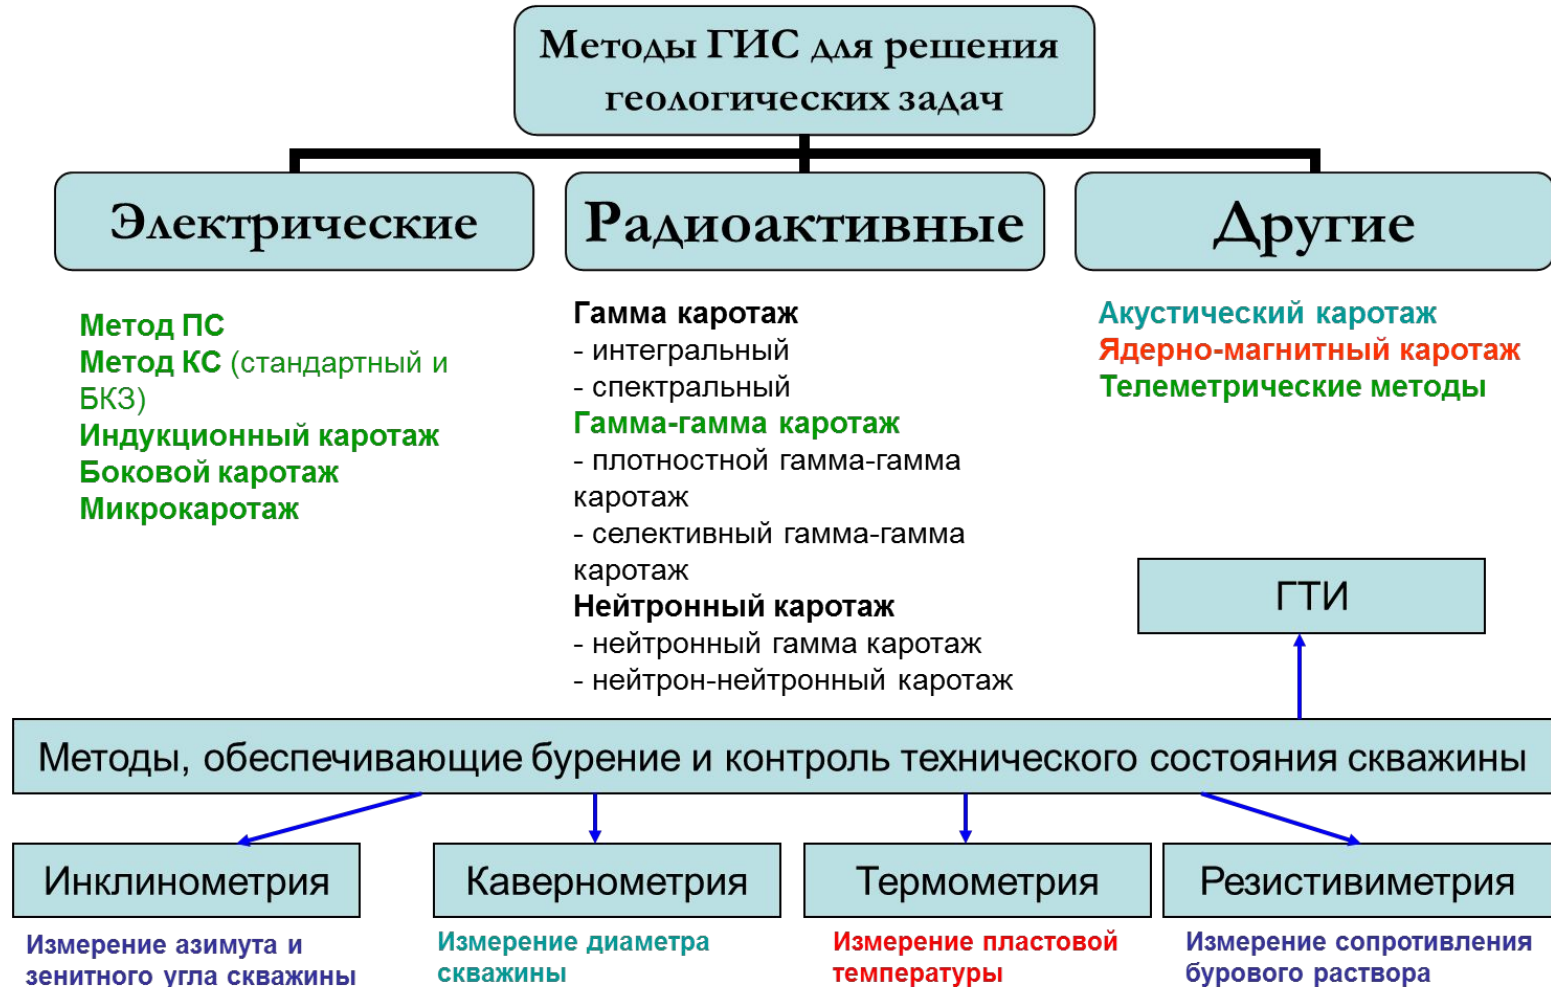 Методы ГИС для решения
геологических задач
Электрические
Радиоактивные
Другие
Метод ПС
Метод КС (стандартный и
БКЗ)
Индукционный каротаж
Боковой каротаж
Микрокаротаж
Гамма каротаж
- интегральный
- спектральный
Гамма-гамма каротаж
- плотностной гамма-гамма
каротаж
- селективный гамма-гамма
каротаж
Нейтронный каротаж
- нейтронный гамма каротаж
- нейтрон-нейтронный каротаж
Акустический каротаж
Ядерно-магнитный каротаж
Телеметрические методы
ГТИ
Методы, обеспечивающие бурение и контроль технического состояния скважины
Инклинометрия
Кавернометрия
Термометрия
Резистивиметрия
Измерение азимута и
зенитного угла скважины
Измерение диаметра
скважины
Измерение пластовой
температуры
Измерение сопротивления
бурового раствора